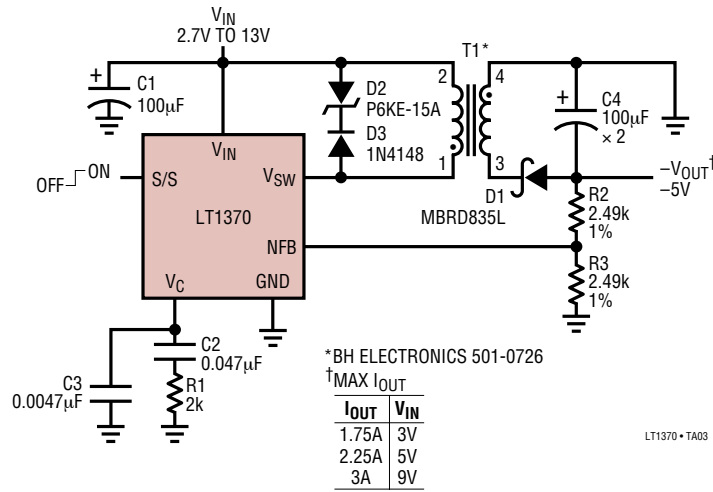 VIN
2.7V TO 13V
T1*
+
C1
100µF
D2
P6KE-15A
D3
1N4148
2
4
1
3
+
C4
100µF
× 2
VIN
ON
OFF
S/S
VSW
LT1370
NFB
VC
GND
D1
MBRD835L
–VOUT†
–5V
R2
2.49k
1%
R3
2.49k
1%
C2
0.047µF
C3
0.0047µF
R1
2k
*BH ELECTRONICS 501-0726
†MAX IOUT
IOUT VIN
1.75A 3V
2.25A 5V
3A 9V
LT1370 • TA03